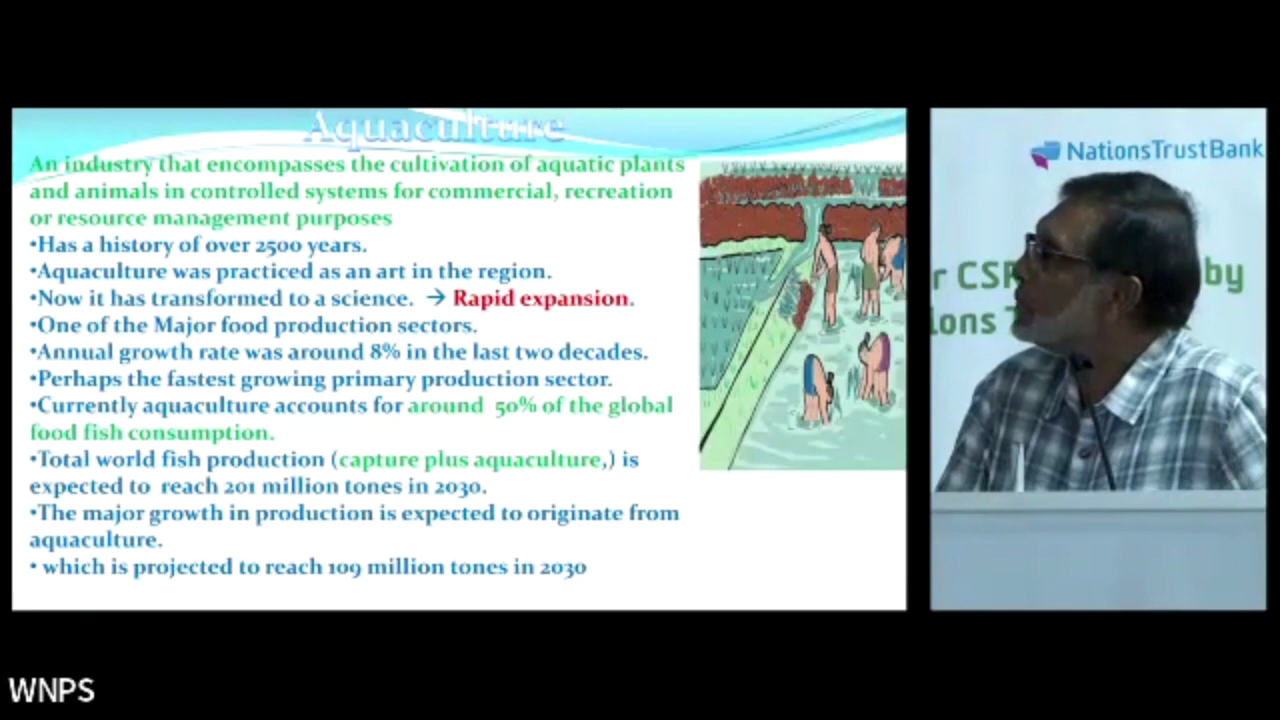 Aquaculture
An industry that encompasses the cultivation of aquatic plants
and animals in controlled systems for commercial, recreation
or resource management purposes
•Has a history of over 2500 years.
•Aquaculture was practiced as an art in the region.
•Now it has transformed to a science. → Rapid expansion.
•One of the Major food production sectors.
•Annual growth rate was around 8% in the last two decades.
•Perhaps the fastest growing primary production sector.
•Currently aquaculture accounts for around 50% of the global
food fish consumption.
•Total world fish production (capture plus aquaculture,) is
expected to reach 201 million tones in 2030.
•The major growth in production is expected to originate from
aquaculture.
• which is projected to reach 109 million tones in 2030
NationsTrustBank
by
WNPS